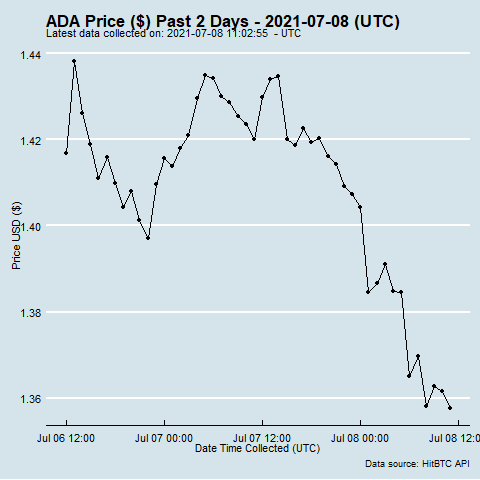 ADA Price ($) Past 2 Days - 2021-07-08 (UTC)
Latest data collected on: 2021-07-08 11:02:55 - UTC
1.44
1.42
1.40
1.38
1.36
Price USD ($)
Jul 06 12:00 Jul 07 00:00 Jul 07 12:00 Jul 08 00:00 Jul 08 12:00
Date Time Collected (UTC)
Data source: HitBTC API